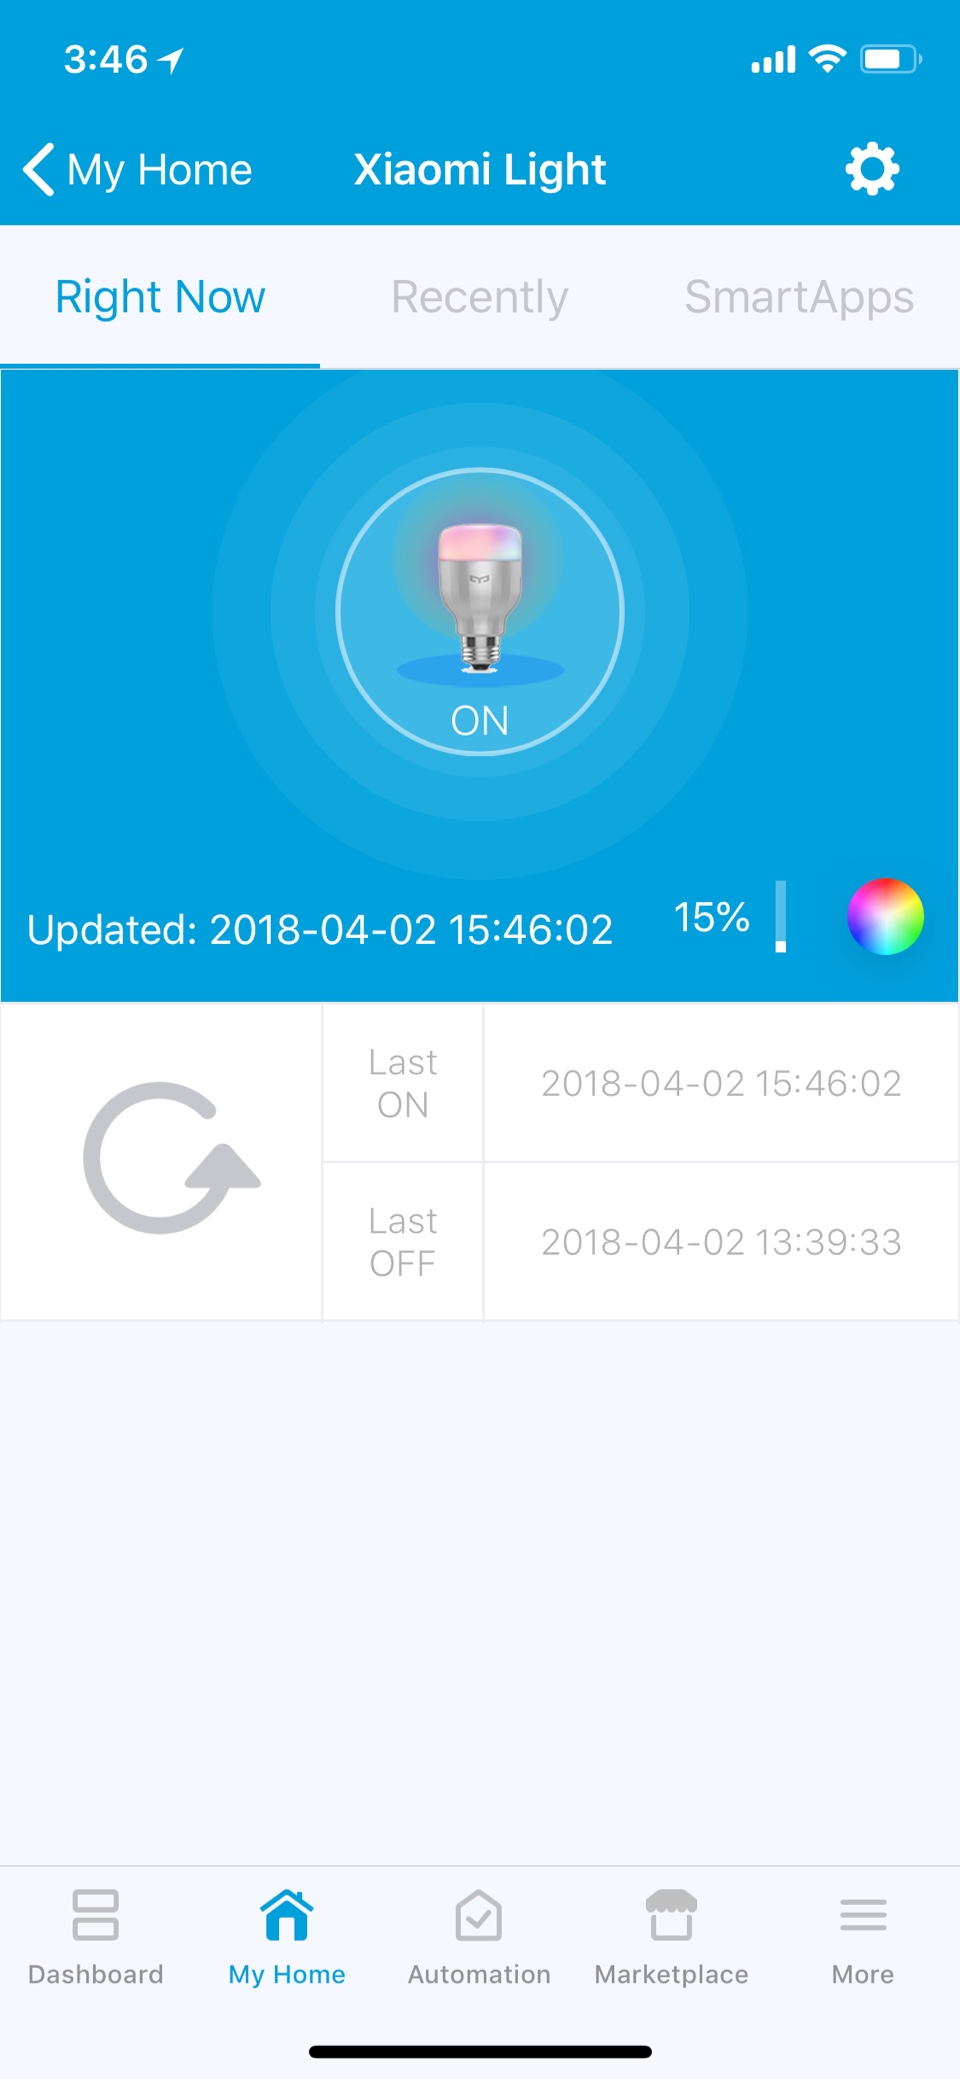 3:46
My Home
Xiaomi Light
Right Now
Recently
SmartApps
ON
Updated: 2018-04-02 15:46:02
15%
Last
ON
2018-04-02 15:46:02
Last
OFF
2018-04-02 13:39:33
Dashboard
My Home
Automation
Marketplace
More